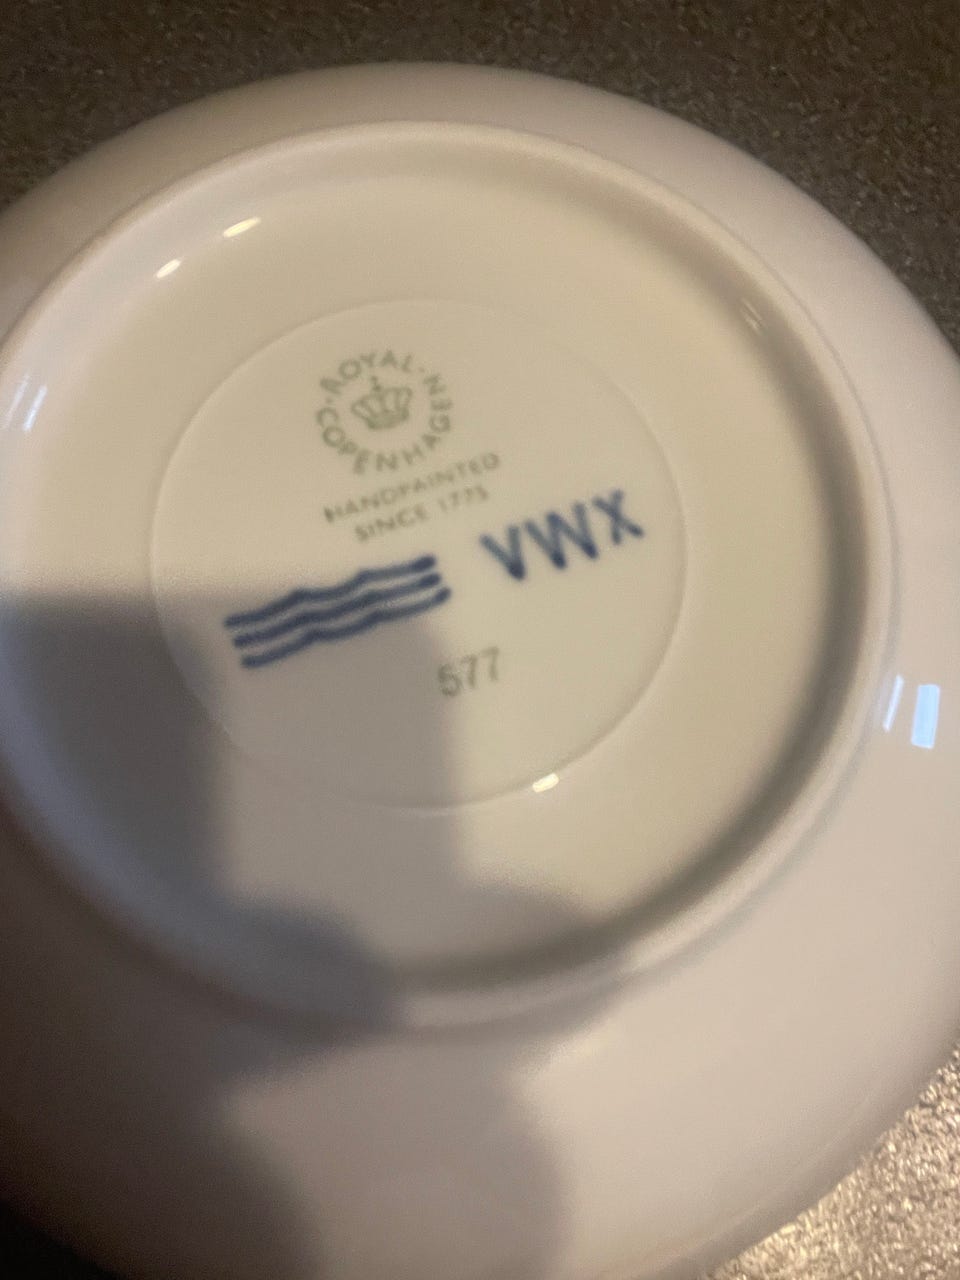 ROYAL
COPENHAGEN
HANDPAINTED
SINCE 1775
VWX
577